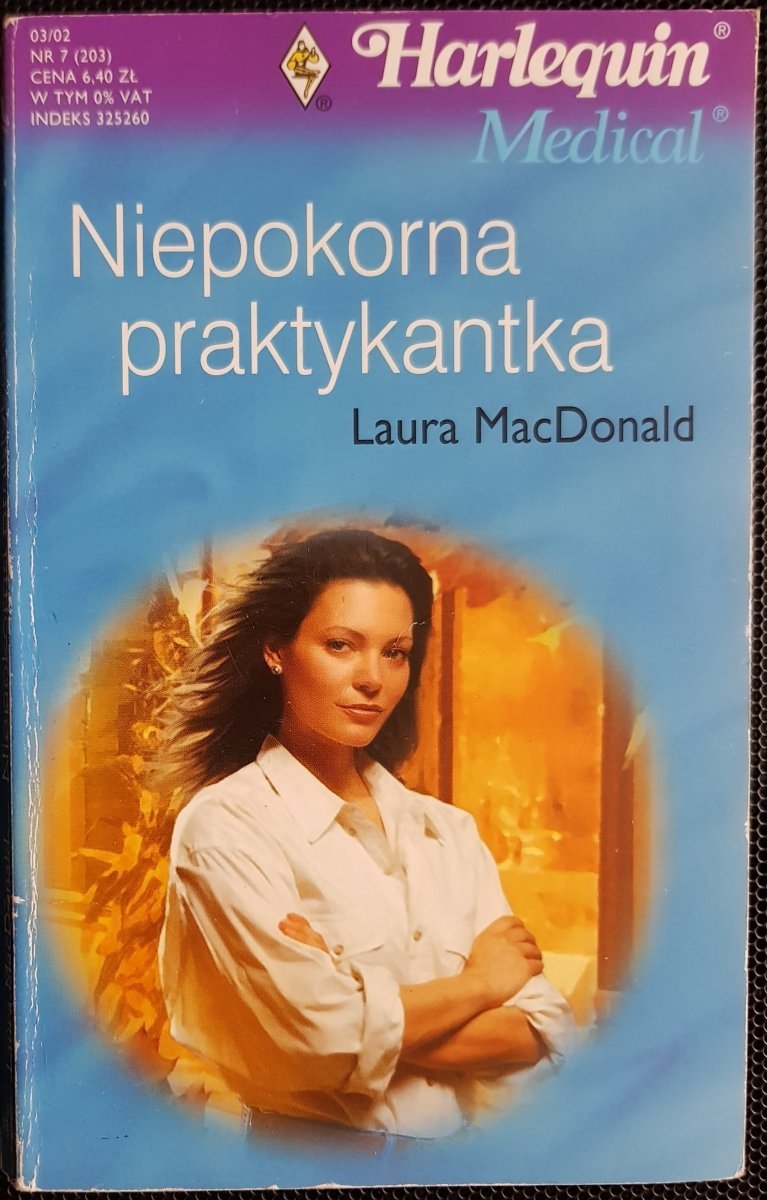 03/02
NR 7 (203)
CENA 6,40 ZŁ
W TYM 0% VAT
INDEKS 325260
®
Harlequin®
Medical®
Niepokorna
praktykantka
Laura MacDonald